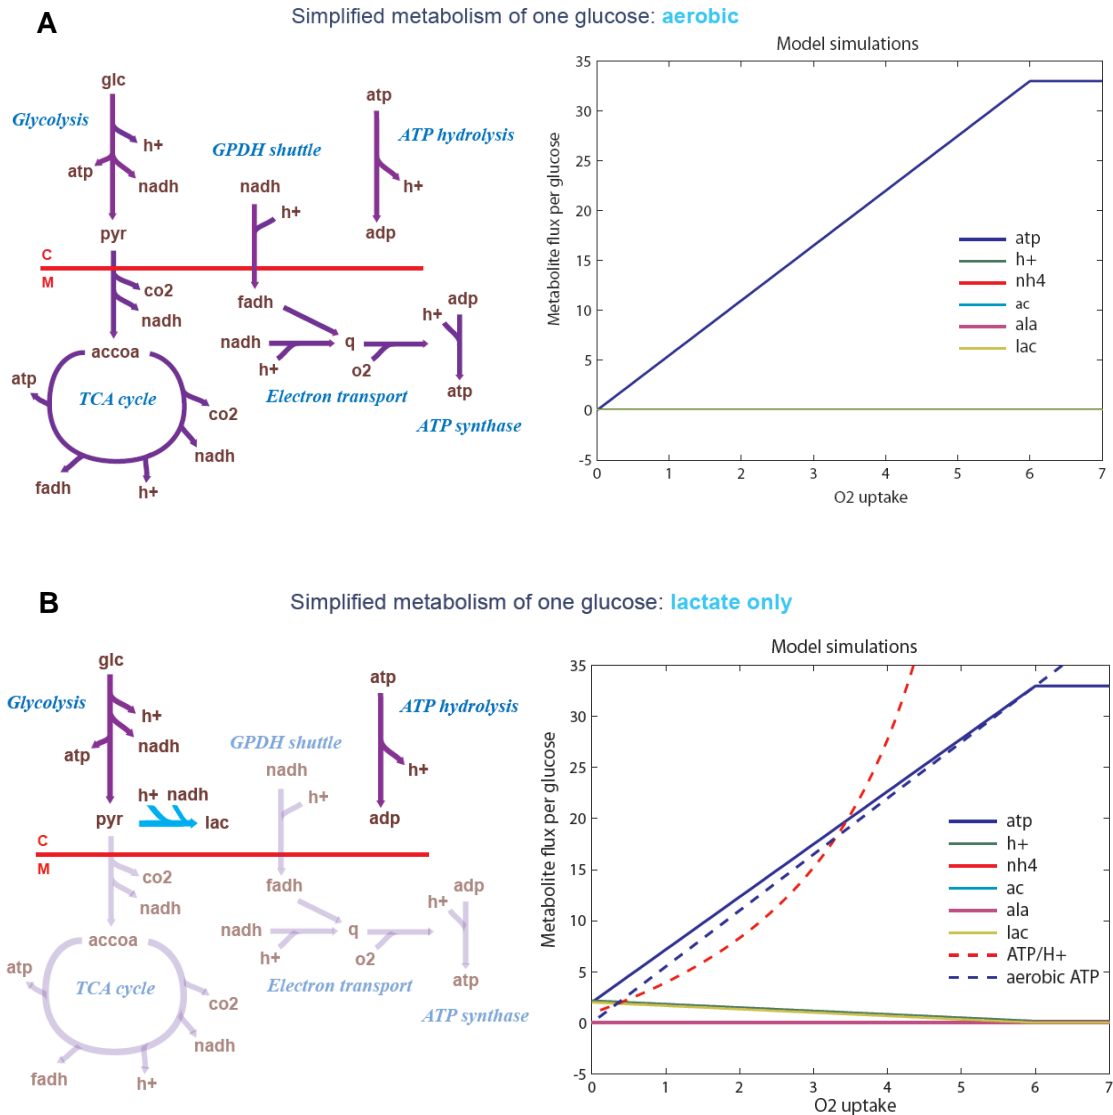 A
Simplified metabolism of one glucose: aerobic
glc
Glycolysis
h+
atp
nadh
pyr
C
M
co2
nadh
accoa
TCA cycle
atp
co2
nadh
fadh
h+
GPDH shuttle
nadh
h+
fadh
nadh
h+
q
o2
Electron transport
atp
ATP hydrolysis
h+
adp
adp
h+
atp
ATP synthase
Model simulations
Metabolite flux per glucose
35
30
25
20
15
10
5
0
-5
0 1 2 3 4 5 6 7
O2 uptake
atp
h+
nh4
ac
ala
lac
B
Simplified metabolism of one glucose: lactate only
glc
Glycolysis
h+
nadh
atp
h+ nadh
pyr
lac
C
M
co2
nadh
accoa
TCA cycle
atp
co2
nadh
fadh
h+
GPDH shuttle
nadh
h+
fadh
nadh
h+
q
o2
Electron transport
atp
ATP hydrolysis
h+
adp
adp
h+
atp
ATP synthase
Model simulations
Metabolite flux per glucose
35
30
25
20
15
10
5
0
-5
0 1 2 3 4 5 6 7
O2 uptake
atp
h+
nh4
ac
ala
lac
ATP/H+
aerobic ATP